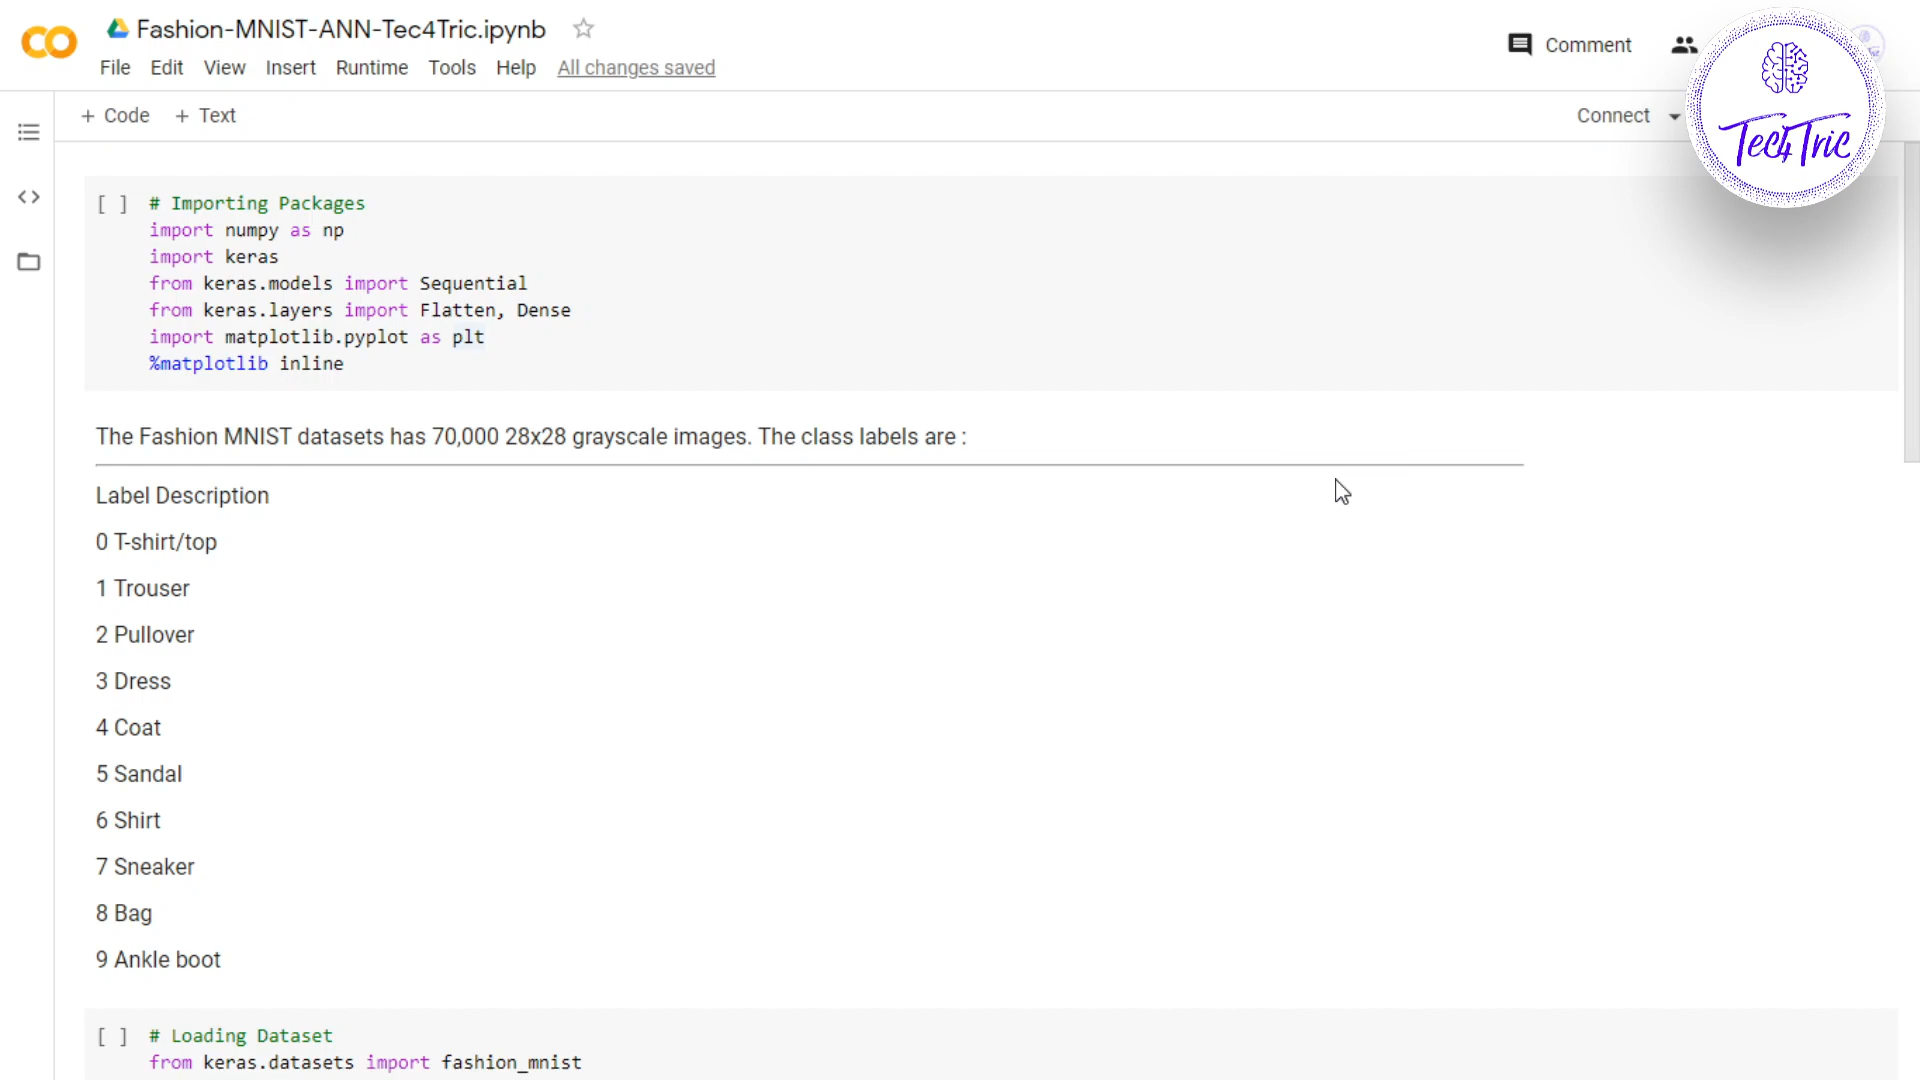 Fashion-MNIST-ANN-Tec4Tric.ipynb
Comment
File Edit View Insert Runtime Tools Help All changes saved
+ Code + Text
Connect
Tec4Tric
[ ] # Importing Packages
import numpy as np
import keras
from keras.models import Sequential
from keras.layers import Flatten, Dense
import matplotlib.pyplot as plt
%matplotlib inline
The Fashion MNIST datasets has 70,000 28x28 grayscale images. The class labels are :
Label Description
0 T-shirt/top
1 Trouser
2 Pullover
3 Dress
4 Coat
5 Sandal
6 Shirt
7 Sneaker
8 Bag
9 Ankle boot
[ ] # Loading Dataset
from keras.datasets import fashion_mnist